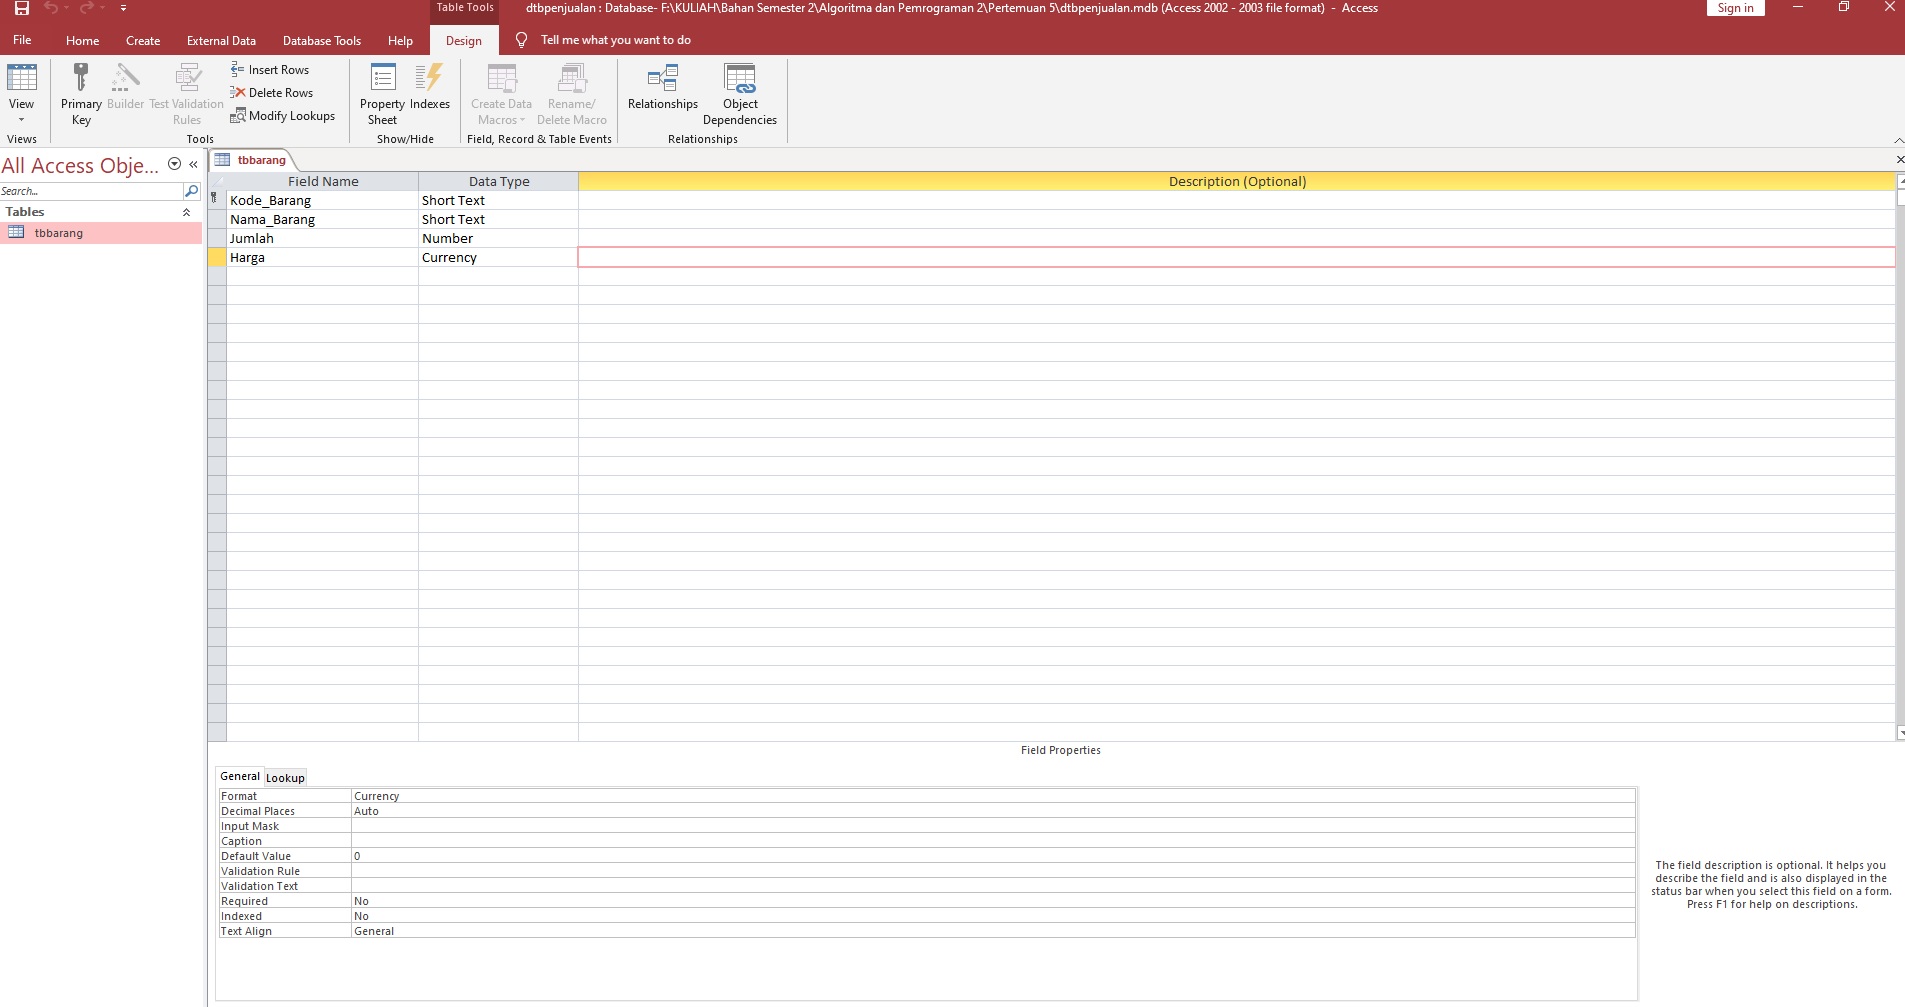 Table Tools
dtbpenjualan : Database- F:\KULIAH\Bahan Semester 2\Algoritma dan Pemrograman 2\Pertemuan 5\dtbpenjualan.mdb (Access 2002 - 2003 file format) - Access
Sign in
File Home Create External Data Database Tools Help Design Tell me what you want to do
View
Primary Key
Builder
Test Validation Rules
Insert Rows
Delete Rows
Modify Lookups
Property Sheet
Indexes
Create Data Macros
Rename/ Delete Macro
Relationships
Object Dependencies
Views Tools Show/Hide Field, Record & Table Events Relationships
All Access Obje...
Search...
Tables
tbbarang
tbbarang
Field Name Data Type Description (Optional)
Kode_Barang Short Text
Nama_Barang Short Text
Jumlah Number
Harga Currency
Field Properties
General Lookup
Format Currency
Decimal Places Auto
Input Mask
Caption
Default Value 0
Validation Rule
Validation Text
Required No
Indexed No
Text Align General
The field description is optional. It helps you
describe the field and is also displayed in the
status bar when you select this field on a form.
Press F1 for help on descriptions.